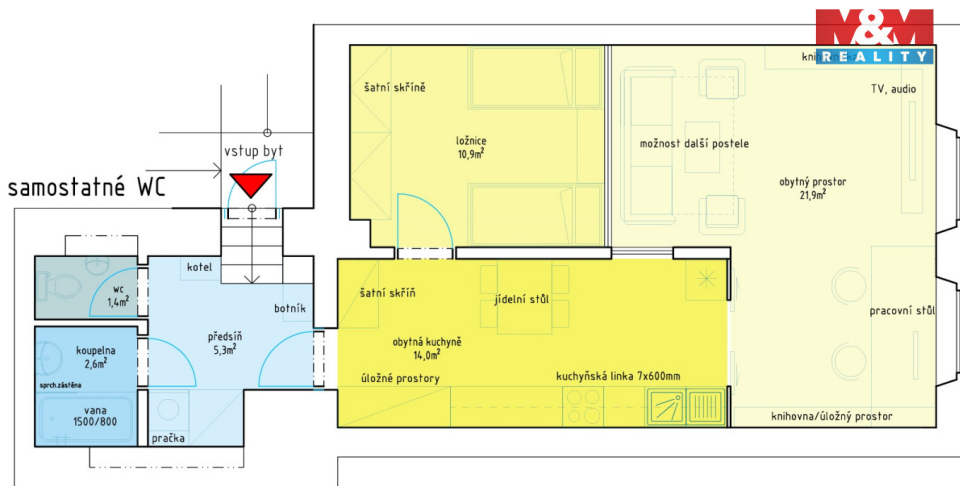 M&M
REALITY
knih
TV, audio
šatní skříně
ložnice
10,9m²
možnost další postele
obytný prostor
21,9m²
vstup byt
samostatné WC
kotel
wc
1,4m²
botník
šatní skříň
jídelní stůl
pracovní stůl
předsíň
5,3m²
obytná kuchyně
14,0m²
koupelna
2,6m²
sprch.zástěna
úložné prostory
kuchyňská linka 7x600mm
vana
1500/800
pračka
knihovna/úložný prostor